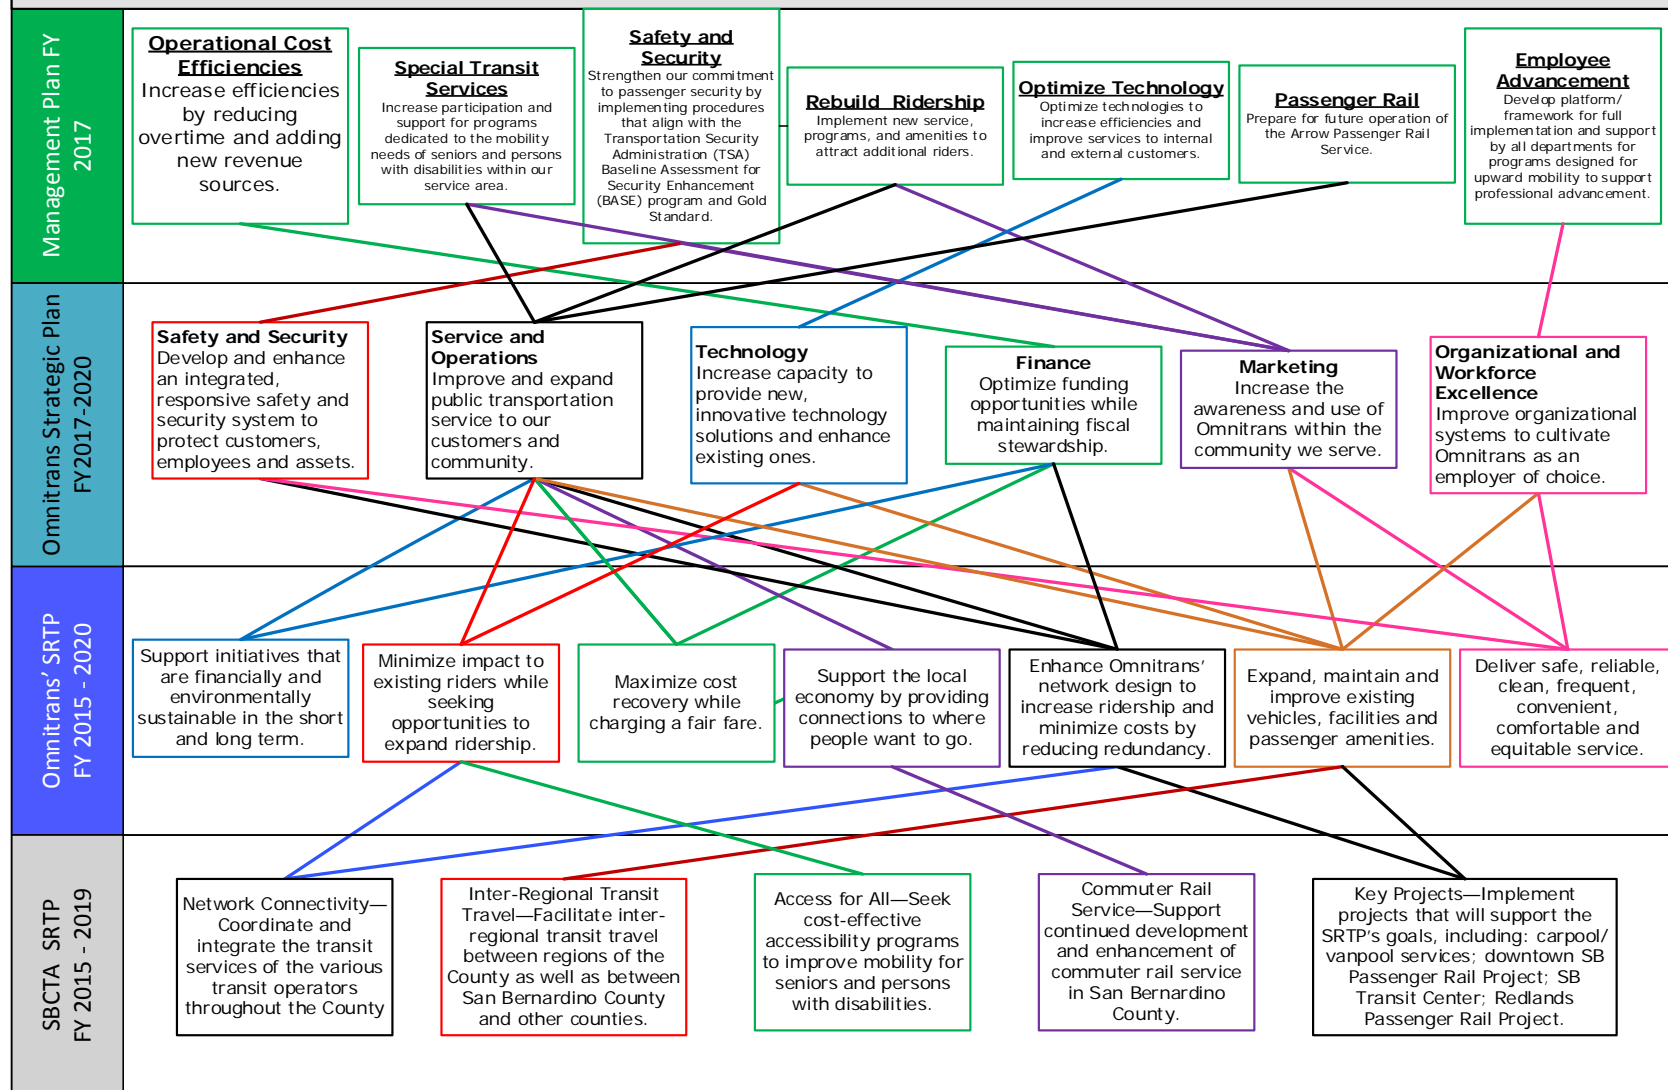 Management Plan FY
2017
Operational Cost
Efficiencies
Increase efficiencies
by reducing
overtime and adding
new revenue
sources.
Special Transit
Services
Increase participation and
support for programs
dedicated to the mobility
needs of seniors and persons
with disabilities within our
service area.
Safety and
Security
Strengthen our commitment
to passenger security by
implementing procedures
that align with the
Transportation Security
Administration (TSA)
Baseline Assessment for
Security Enhancement
(BASE) program and Gold
Standard.
Rebuild Ridership
Implement new service,
programs, and amenities to
attract additional riders.
Optimize Technology
Optimize technologies to
increase efficiencies and
improve services to internal
and external customers.
Passenger Rail
Prepare for future operation of
the Arrow Passenger Rail
Service.
Employee
Advancement
Develop platform/
framework for full
implementation and support
by all departments for
programs designed for
upward mobility to support
professional advancement.
Omnitrans Strategic Plan
FY2017-2020
Safety and Security
Develop and enhance
an integrated,
responsive safety and
security system to
protect customers,
employees and assets.
Service and
Operations
Improve and expand
public transportation
service to our
customers and
community.
Technology
Increase capacity to
provide new,
innovative technology
solutions and enhance
existing ones.
Finance
Optimize funding
opportunities while
maintaining fiscal
stewardship.
Marketing
Increase the
awareness and use of
Omnitrans within the
community we serve.
Organizational and
Workforce
Excellence
Improve organizational
systems to cultivate
Omnitrans as an
employer of choice.
Omnitrans' SRTP
FY 2015 - 2020
Support initiatives that
are financially and
environmentally
sustainable in the short
and long term.
Minimize impact to
existing riders while
seeking
opportunities to
expand ridership.
Maximize cost
recovery while
charging a fair fare.
Support the local
economy by providing
connections to where
people want to go.
Enhance Omnitrans'
network design to
increase ridership and
minimize costs by
reducing redundancy.
Expand, maintain and
improve existing
vehicles, facilities and
passenger amenities.
Deliver safe, reliable,
clean, frequent,
convenient,
comfortable and
equitable service.
SBCTA SRTP
FY 2015 - 2019
Network Connectivity—
Coordinate and
integrate the transit
services of the various
transit operators
throughout the County
Inter-Regional Transit
Travel—Facilitate inter-
regional transit travel
between regions of the
County as well as between
San Bernardino County
and other counties.
Access for All—Seek
cost-effective
accessibility programs
to improve mobility for
seniors and persons
with disabilities.
Commuter Rail
Service—Support
continued development
and enhancement of
commuter rail service
in San Bernardino
County.
Key Projects—Implement
projects that will support the
SRTP's goals, including: carpool/
vanpool services; downtown SB
Passenger Rail Project; SB
Transit Center; Redlands
Passenger Rail Project.